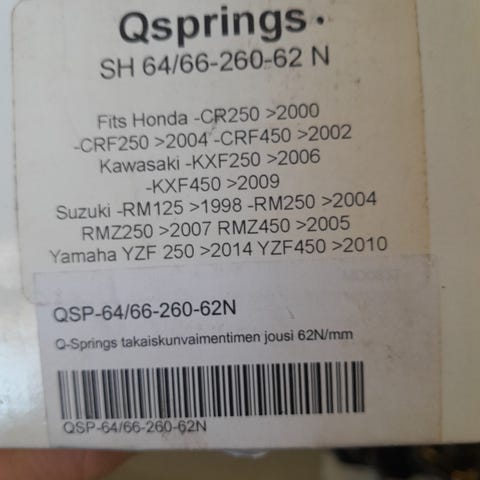 Qsprings.
SH 64/66-260-62 N
Fits Honda -CR250 >2000
-CRF250 >2004 -CRF450 >2002
Kawasaki -KXF250 >2006
-KXF450 >2009
Suzuki -RM125 >1998 -RM250 >2004
RMZ250 >2007 RMZ450 >2005
Yamaha YZF 250 >2014 YZF450 >2010
QSP-64/66-260-62N
Q-Springs takaiskunvaimentimen jousi 62N/mm
QSP-64/66-260-62N